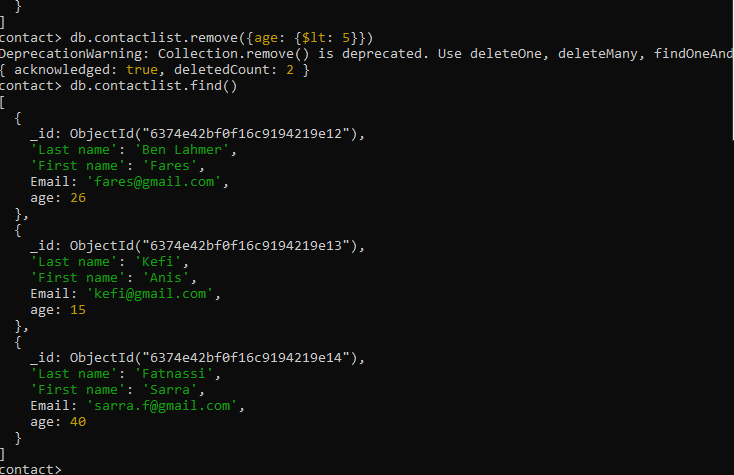 }
]
contact> db.contactlist.remove({age: {$lt: 5}})
DeprecationWarning: Collection.remove() is deprecated. Use deleteOne, deleteMany, findOneAnd
{ acknowledged: true, deletedCount: 2 }
contact> db.contactlist.find()
[
  {
    _id: ObjectId("6374e42bf0f16c9194219e12"),
    'Last name': 'Ben Lahmer',
    'First name': 'Fares',
    Email: 'fares@gmail.com',
    age: 26
  },
  {
    _id: ObjectId("6374e42bf0f16c9194219e13"),
    'Last name': 'Kefi',
    'First name': 'Anis',
    Email: 'kefi@gmail.com',
    age: 15
  },
  {
    _id: ObjectId("6374e42bf0f16c9194219e14"),
    'Last name': 'Fatnassi',
    'First name': 'Sarra',
    Email: 'sarra.f@gmail.com',
    age: 40
  }
]
contact>